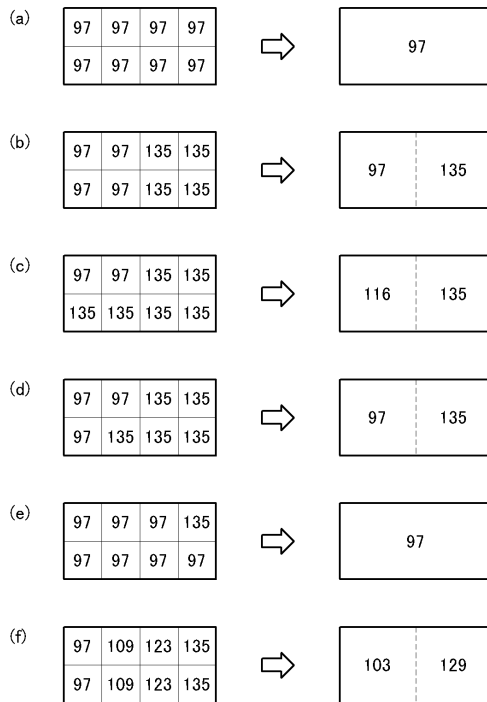 (a)
97 97 97 97 97
97 97 97 97
(b)
97 97 135 135
97 97 135 135
97 135
(c)
97 97 135 135
135 135 135 135
116 135
(d)
97 97 135 135
97 135 135 135
97 135
(e)
97 97 97 135
97 97 97 97
97
(f)
97 109 123 135
97 109 123 135
103 129